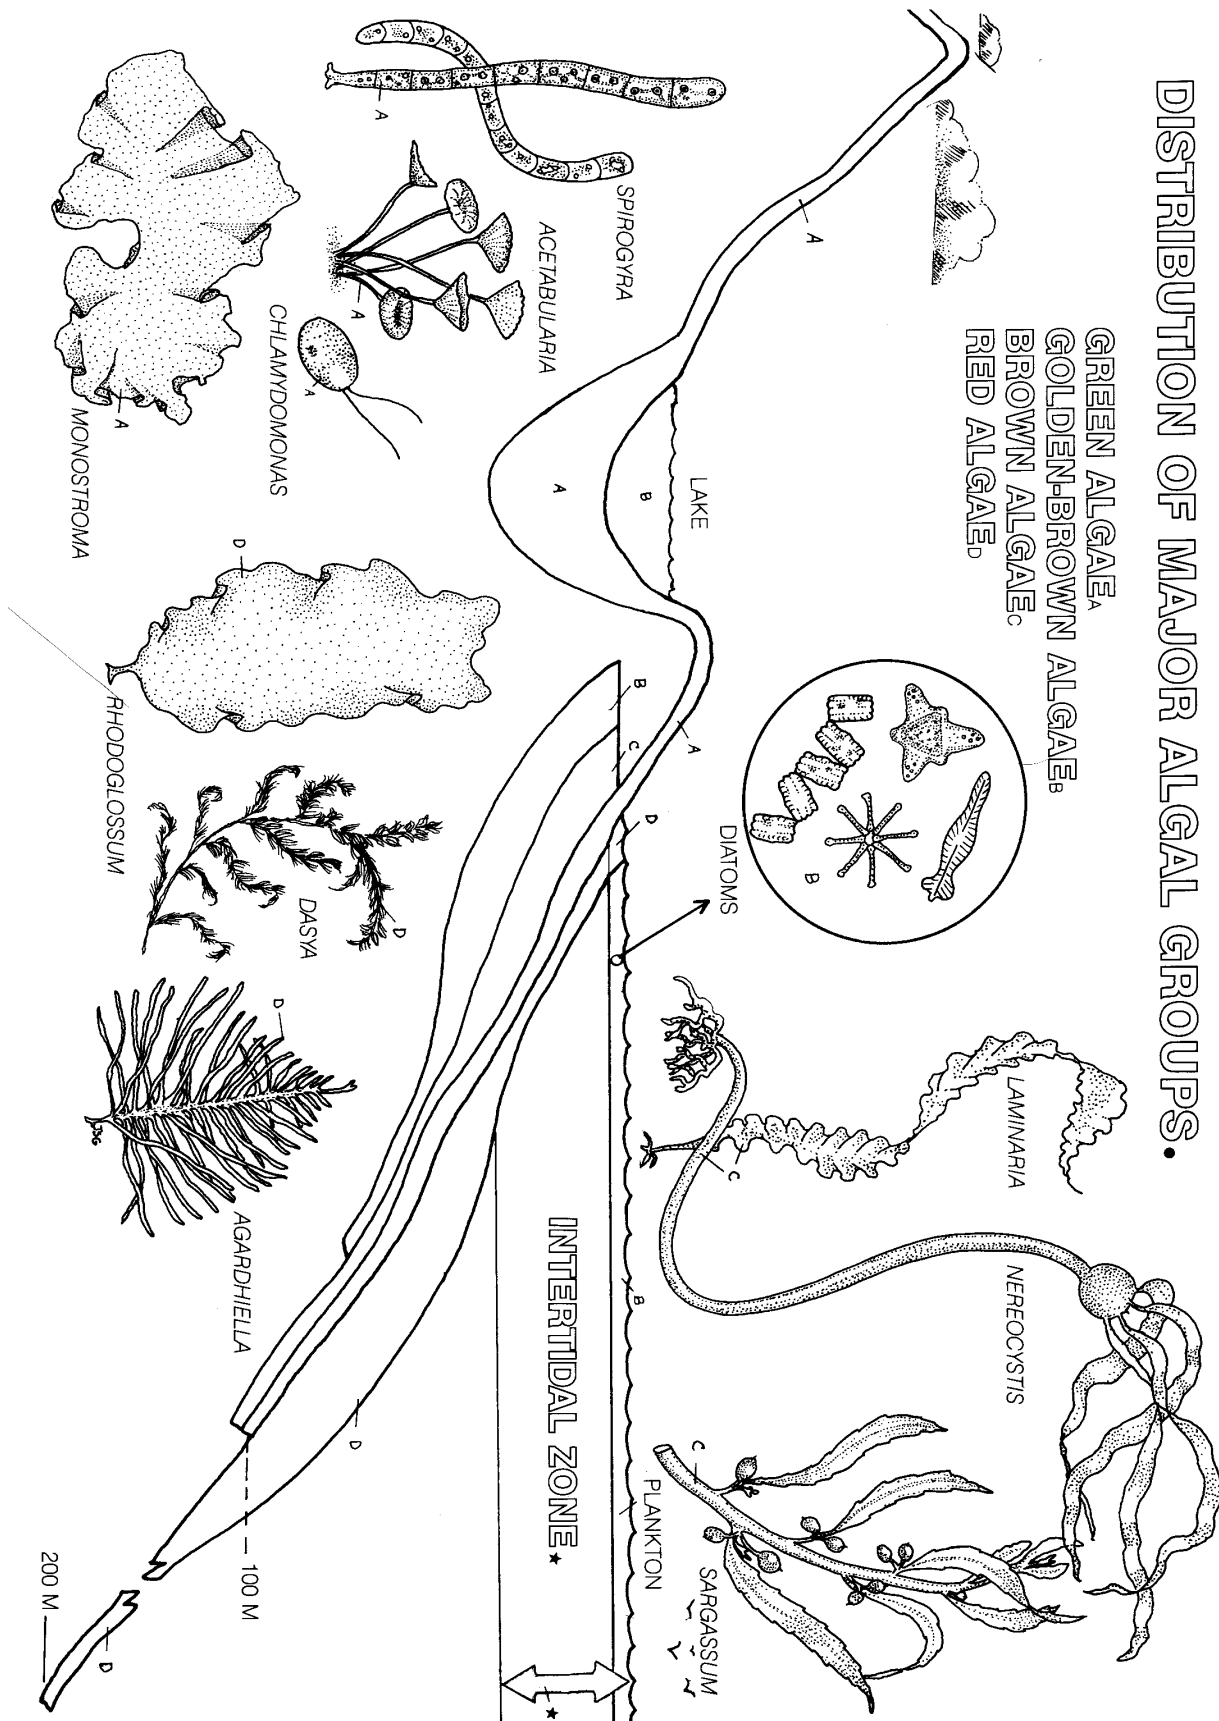 DISTRIBUTION OF MAJOR ALGAL GROUPS.
GREEN ALGAE A
GOLDEN-BROWN ALGAE B
BROWN ALGAE C
RED ALGAE D
A
LAKE
B
A
B
C
A
D
B
DIATOMS
LAMINARIA
C
NEREOCYSTIS
C
SARGASSUM
B
PLANKTON
INTERTIDAL ZONE.★
★
D
100 M
D
200 M
SPIROGYRA
A
ACETABULARIA
A
CHLAMYDOMONAS
A
MONOSTROMA
A
RHODOGLOSSUM
D
DASYA
D
AGARDHIELLA
D